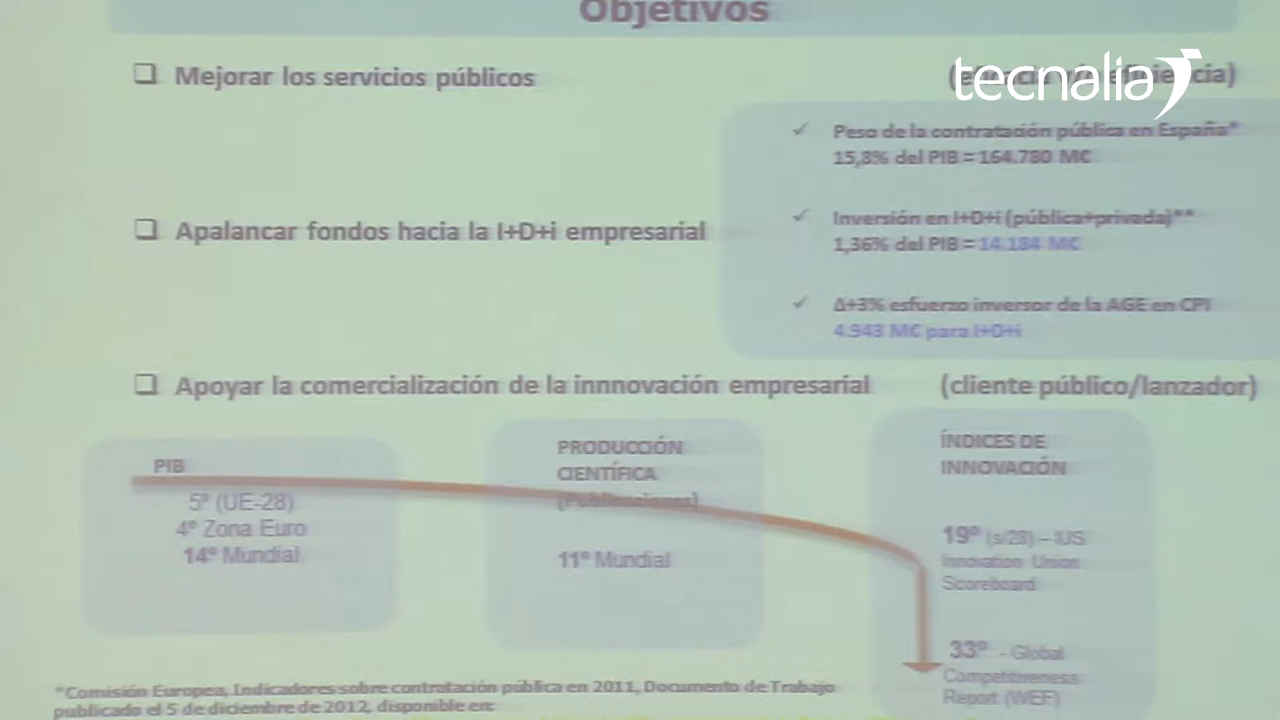 Objetivos
tecnalia
❑ Mejorar los servicios públicos
✓ Peso de la contratación pública en España*
15,8% del PIB = 164.780 M€
❑ Apalancar fondos hacia la I+D+i empresarial
✓ Inversión en I+D+i (pública+privada)**
1,36% del PIB = 14.184 M€
✓ Δ+3% esfuerzo inversor de la AGE en CPI
4.943 M€ para I+D+i
❑ Apoyar la comercialización de la innnovación empresarial (cliente público/lanzador)
PIB
5º (UE-28)
4º Zona Euro
14º Mundial
PRODUCCIÓN
CIENTÍFICA
(Publicaciones)
11º Mundial
ÍNDICES DE
INNOVACIÓN
19º (s/28) – IUS
Innovation Union
Scoreboard
33º - Global
Competitiveness
Report (WEF)
*Comisión Europea, Indicadores sobre contratación pública en 2011, Documento de Trabajo
publicado el 5 de diciembre de 2012, disponible en: